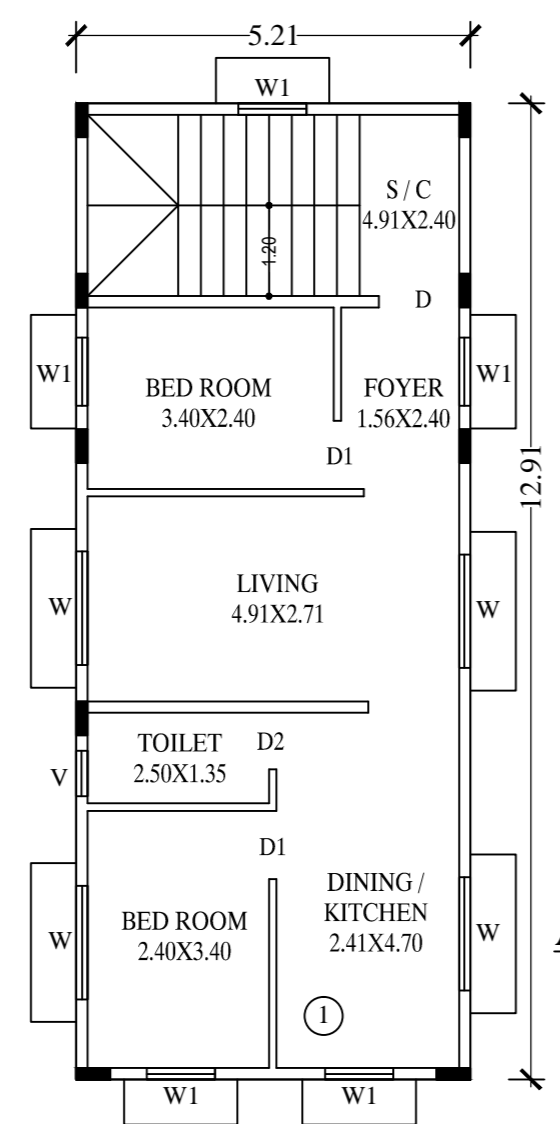 5.21
W1
S / C
4.91X2.40
1.20
D
W1
BED ROOM
3.40X2.40
FOYER
1.56X2.40
W1
D1
12.91
W
LIVING
4.91X2.71
W
TOILET
2.50X1.35
D2
V
D1
W
BED ROOM
2.40X3.40
DINING /
KITCHEN
2.41X4.70
W
1
W1
W1